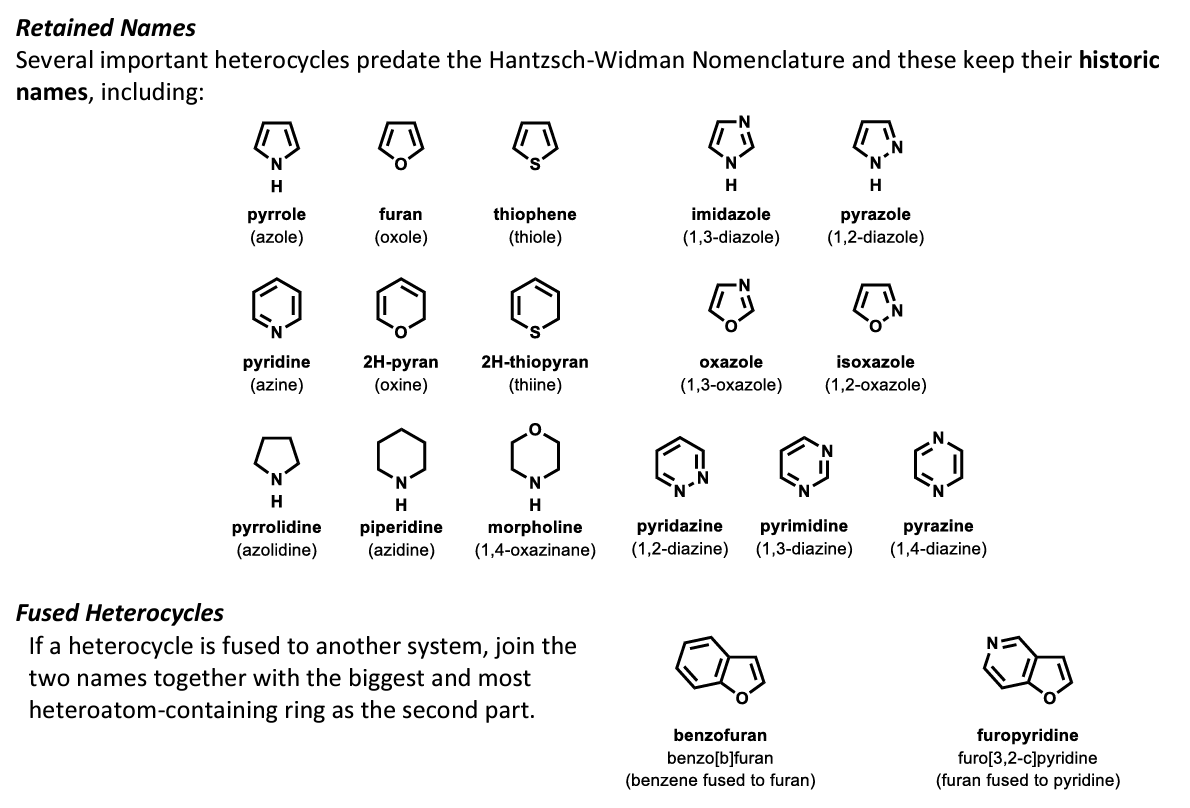 Retained Names
Several important heterocycles predate the Hantzsch-Widman Nomenclature and these keep their historic
names, including:
N
H
O
S
N
N
H
N
N
H
pyrrole
furan
thiophene
imidazole
pyrazole
(azole)
(oxole)
(thiole)
(1,3-diazole)
(1,2-diazole)
N
O
S
N
O
N
O
pyridine
2H-pyran
2H-thiopyran
oxazole
isoxazole
(azine)
(oxine)
(thiine)
(1,3-oxazole)
(1,2-oxazole)
N
H
N
H
O
N
H
N
N
N
N
N
N
pyrrolidine
piperidine
morpholine
pyridazine
pyrimidine
pyrazine
(azolidine)
(azidine)
(1,4-oxazinane)
(1,2-diazine)
(1,3-diazine)
(1,4-diazine)
Fused Heterocycles
If a heterocycle is fused to another system, join the
two names together with the biggest and most
heteroatom-containing ring as the second part.
O
N
O
benzofuran
benzo[b]furan
(benzene fused to furan)
furopyridine
furo[3,2-c]pyridine
(furan fused to pyridine)